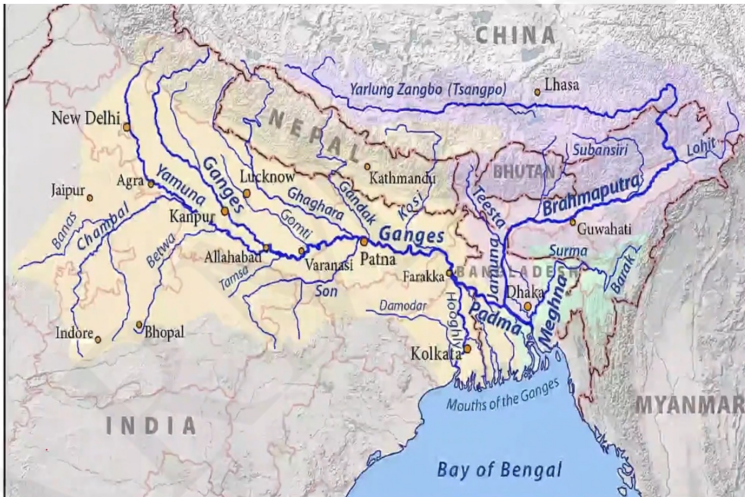 CHINA
Yarlung Zangbo (Tsangpo)
Lhasa
New Delhi
NEPAL
Subansiri
Lohit
BHUTAN
Lucknow
Kathmandu
Agra
Yamuna
Ganges
Jaipur
Ghaghara
Gandak
Kosi
Teesta
Brahmaputra
Banas
Chambal
Kanpur
Gomti
Ganges
Guwahati
Betwa
Allahabad
Varanasi
Patna
Surma
Barak
Tamsa
Son
Farakka
BANGLADESH
Jamuna
Dhaka
Damodar
Hooghly
Padma
Meghna
Indore
Bhopal
Kolkata
Mouths of the Ganges
INDIA
MYANMAR
Bay of Bengal